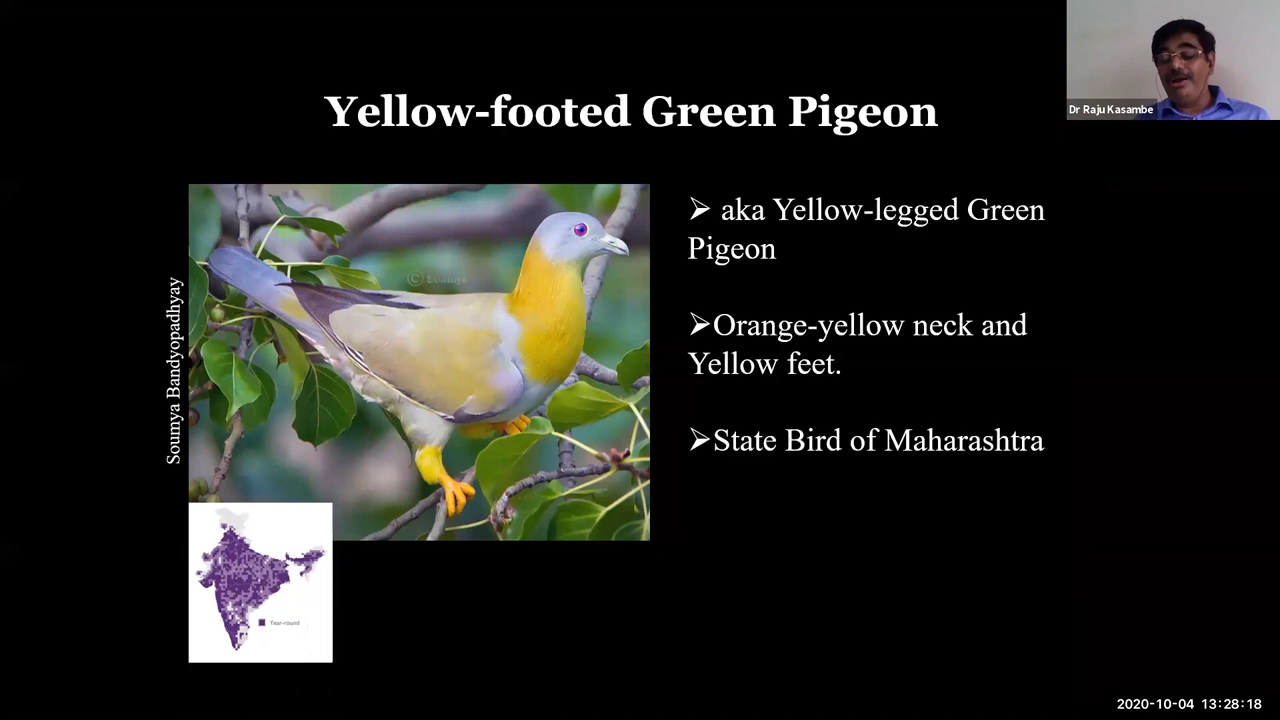 Dr Raju Kasambe
Yellow-footed Green Pigeon
➢ aka Yellow-legged Green
Pigeon
➢Orange-yellow neck and
Yellow feet.
➢State Bird of Maharashtra
Soumya Bandyopadhyay
© Soumya
Year-round
2020-10-04 13:28:18